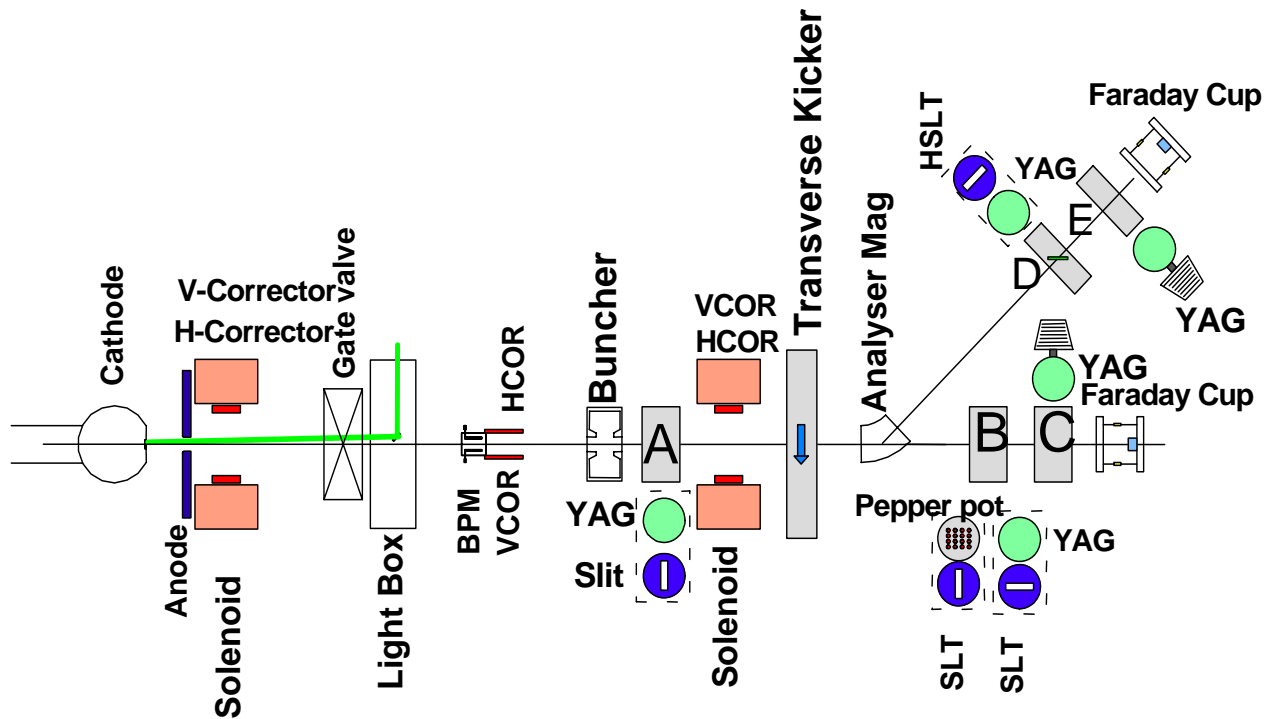 Cathode
V-Corrector
H-Corrector
Gate valve
Anode
Solenoid
Light Box
HCOR
BPM
VCOR
Buncher
A
YAG
Slit
VCOR
HCOR
Solenoid
Transverse Kicker
Analyser Mag
HSLT
YAG
D
E
Faraday Cup
YAG
YAG
Faraday Cup
B
C
Pepper pot
YAG
SLT
SLT